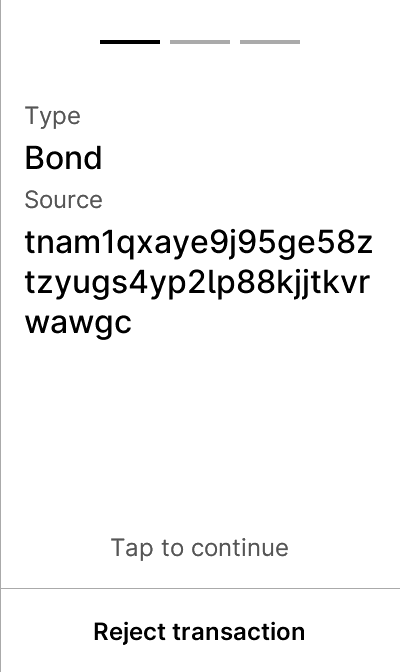 Type
Bond
Source
tnam1qxaye9j95ge58z
tzyugs4yp2lp88kjjtkvr
wawgc
Tap to continue
Reject transaction